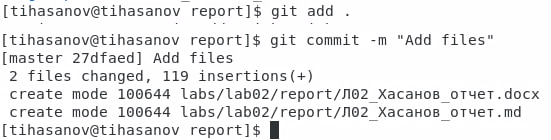 [tihasanov@tihasanov report]$ git add .
[tihasanov@tihasanov report]$ git commit -m "Add files"
[master 27dfaed] Add files
 2 files changed, 119 insertions(+)
 create mode 100644 labs/lab02/report/Л02_Хасанов_отчет.docx
 create mode 100644 labs/lab02/report/Л02_Хасанов_отчет.md
[tihasanov@tihasanov report]$